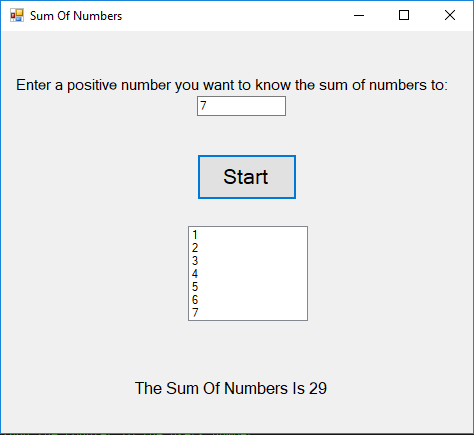 Sum Of Numbers
Enter a positive number you want to know the sum of numbers to:
7
Start
1
2
3
4
5
6
7
The Sum Of Numbers Is 29